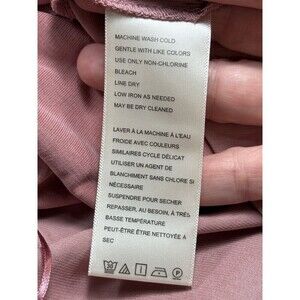 MACHINE WASH COLD
GENTLE WITH LIKE COLORS
USE ONLY NON-CHLORINE
BLEACH
LINE DRY
LOW IRON AS NEEDED
MAY BE DRY CLEANED
LAVER À LA MACHINE À L'EAU
FROIDE AVEC COULEURS
SIMILAIRES CYCLE DÉLICAT
UTILISER UN AGENT DE
BLANCHIMENT SANS CHLORE SI
NÉCESSAIRE
SUSPENDRE POUR SÉCHER
REPASSER, AU BESOIN, À TRÈS
BASSE TEMPÉRATURE
PEUT-ÊTRE ÊTRE NETTOYÉ À
SEC